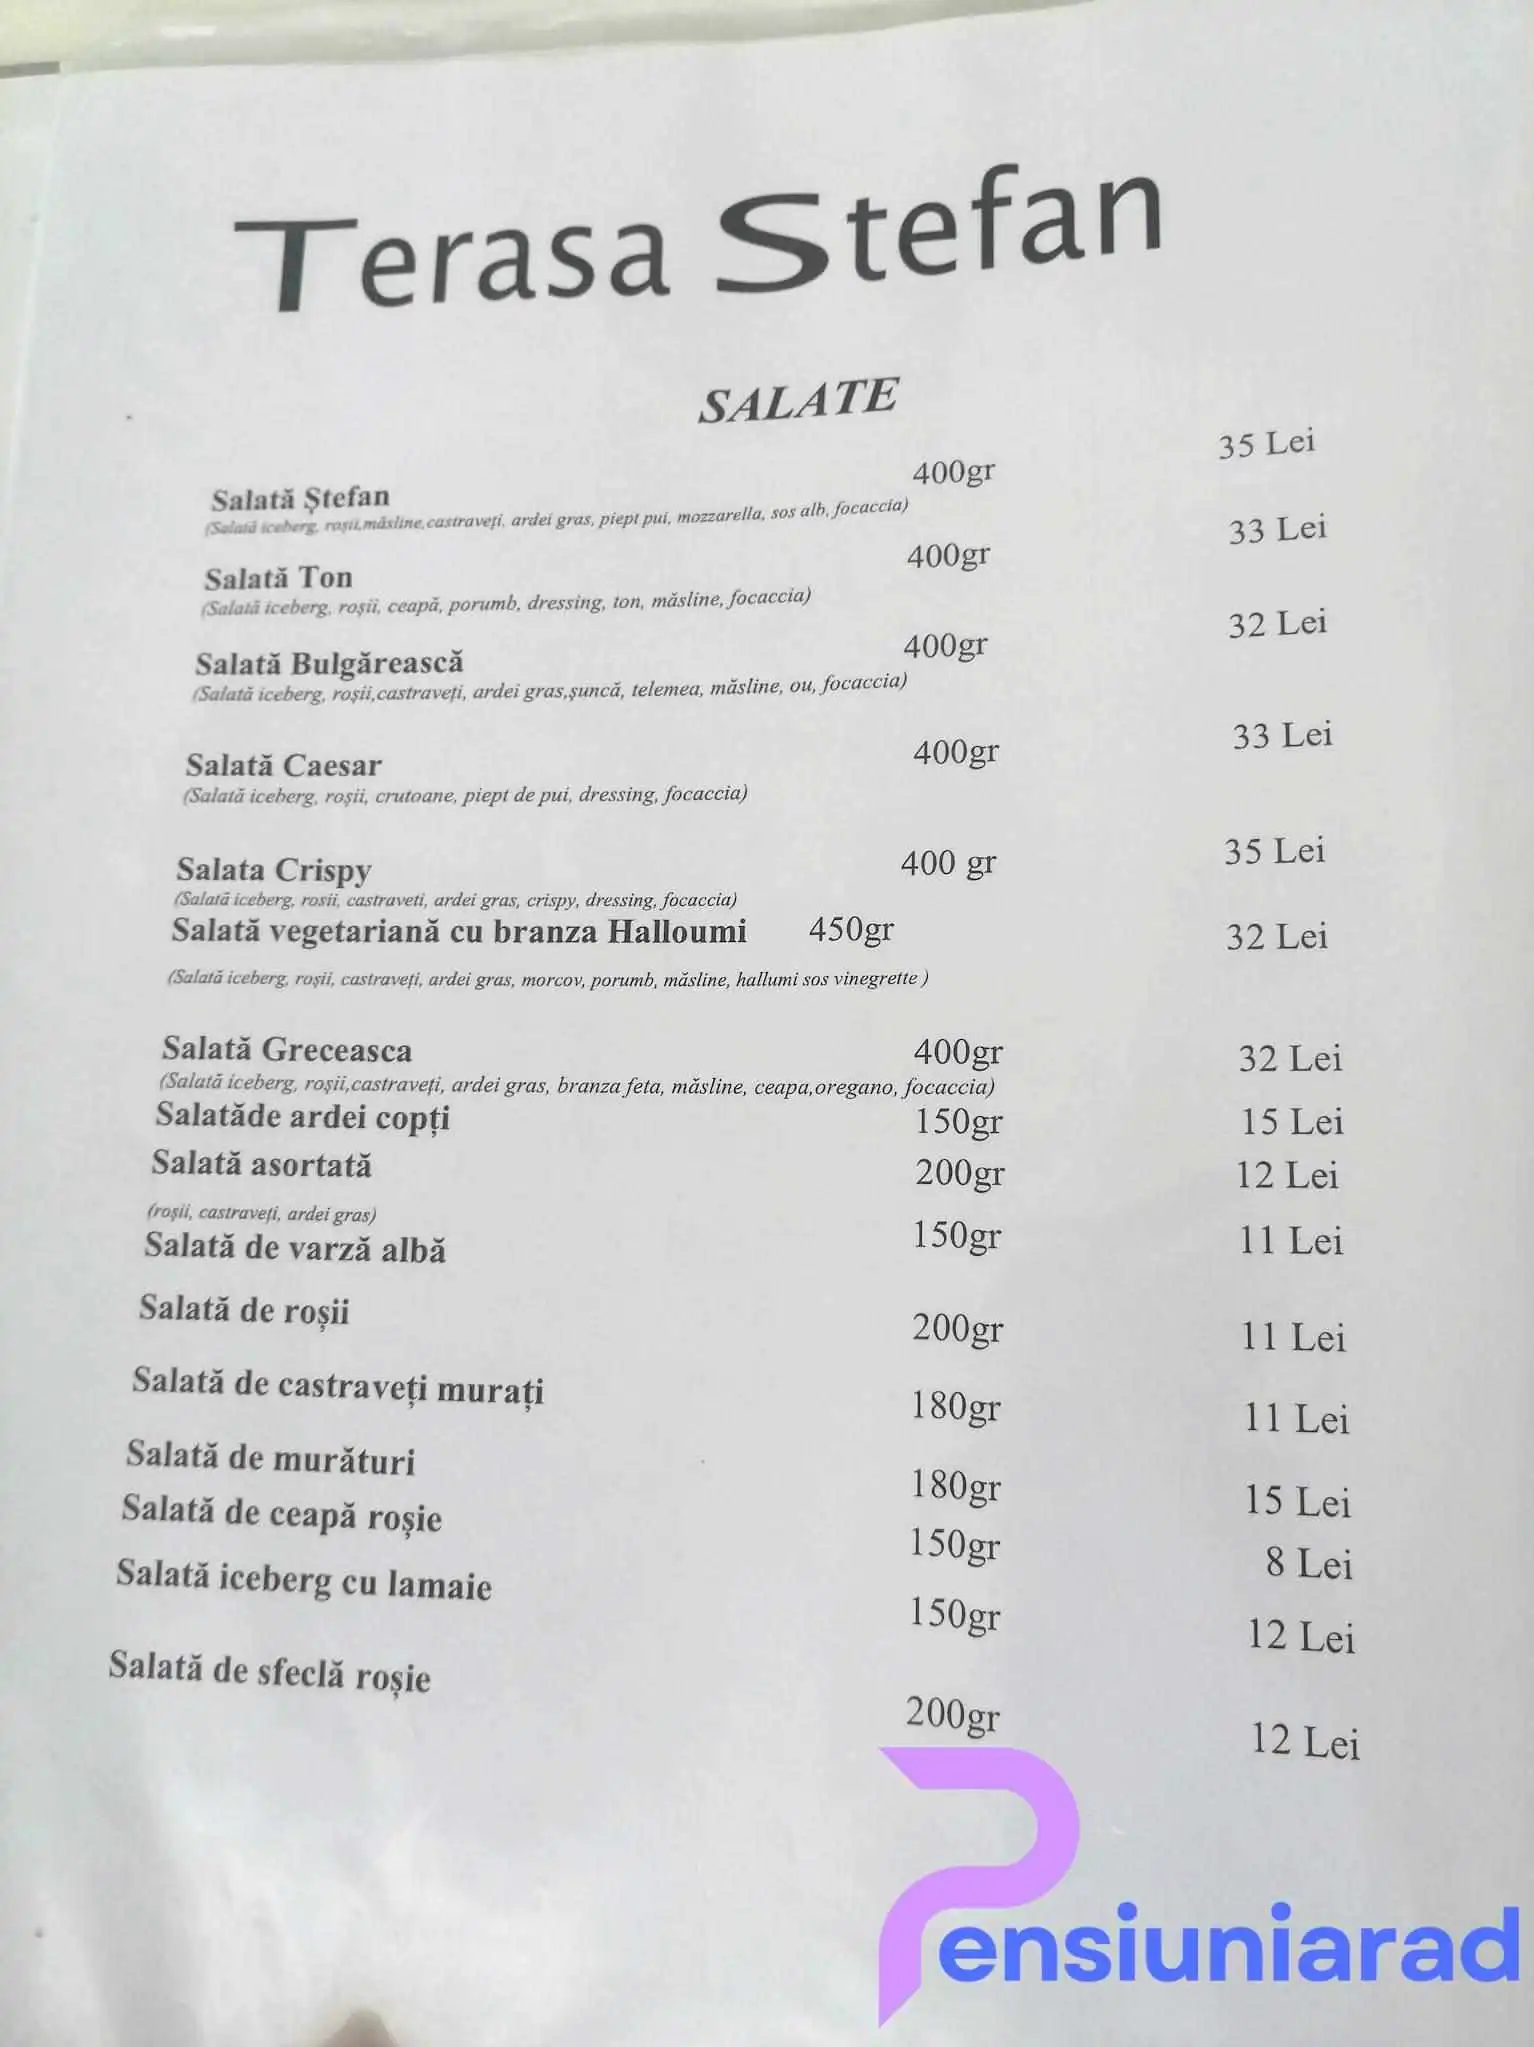 Terasa Stefan
SALATE
Salată Ștefan 400gr 35 Lei
(Salată iceberg, roșii,măsline,castraveți, ardei gras, piept pui, mozzarella, sos alb, focaccia)
Salată Ton 400gr 33 Lei
(Salată iceberg, roșii, ceapă, porumb, dressing, ton, măsline, focaccia)
Salată Bulgărească 400gr 32 Lei
(Salată iceberg, roșii,castraveți, ardei gras,șuncă, telemea, măsline, ou, focaccia)
Salată Caesar 400gr 33 Lei
(Salată iceberg, roșii, crutoane, piept de pui, dressing, focaccia)
Salata Crispy 400 gr 35 Lei
(Salată iceberg, rosii, castraveti, ardei gras, crispy, dressing, focaccia)
Salată vegetariană cu branza Halloumi 450gr 32 Lei
(Salată iceberg, roșii, castraveți, ardei gras, morcov, porumb, măsline, hallumi sos vinegrette )
Salată Greceasca 400gr 32 Lei
(Salată iceberg, roșii,castraveți, ardei gras, branza feta, măsline, ceapa,oregano, focaccia)
Salatăde ardei copți 150gr 15 Lei
Salată asortată 200gr 12 Lei
(roșii, castraveți, ardei gras)
Salată de varză albă 150gr 11 Lei
Salată de roșii 200gr 11 Lei
Salată de castraveți murați 180gr 11 Lei
Salată de murături 180gr 15 Lei
Salată de ceapă roșie 150gr 8 Lei
Salată iceberg cu lamaie 150gr 12 Lei
Salată de sfeclă roșie 200gr 12 Lei
Pensiuniarad